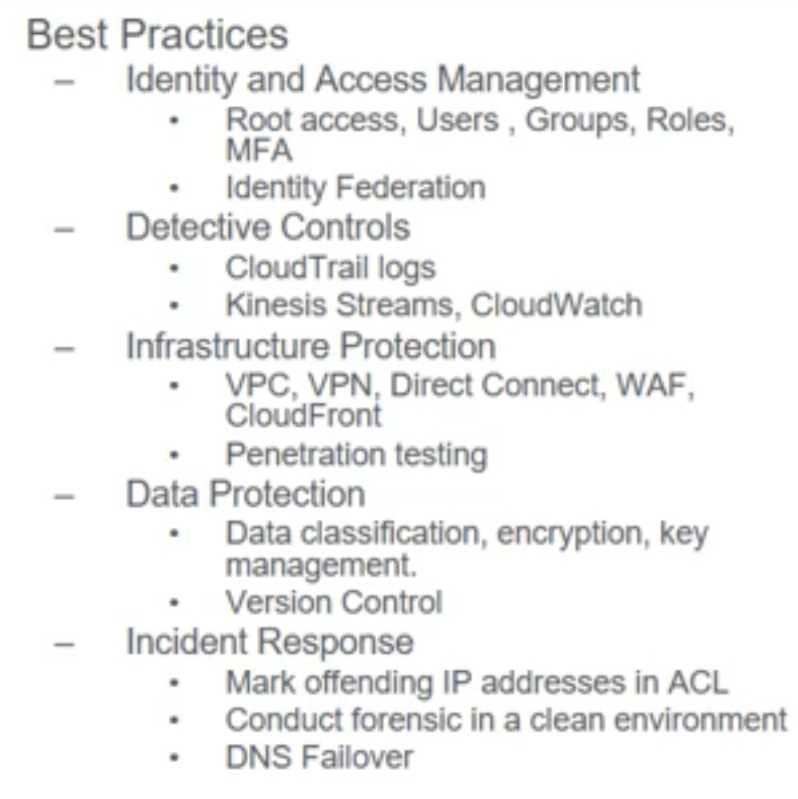 Best Practices
– Identity and Access Management
• Root access, Users , Groups, Roles,
MFA
• Identity Federation
– Detective Controls
• CloudTrail logs
• Kinesis Streams, CloudWatch
– Infrastructure Protection
• VPC, VPN, Direct Connect, WAF,
CloudFront
• Penetration testing
– Data Protection
• Data classification, encryption, key
management.
• Version Control
– Incident Response
• Mark offending IP addresses in ACL
• Conduct forensic in a clean environment
• DNS Failover